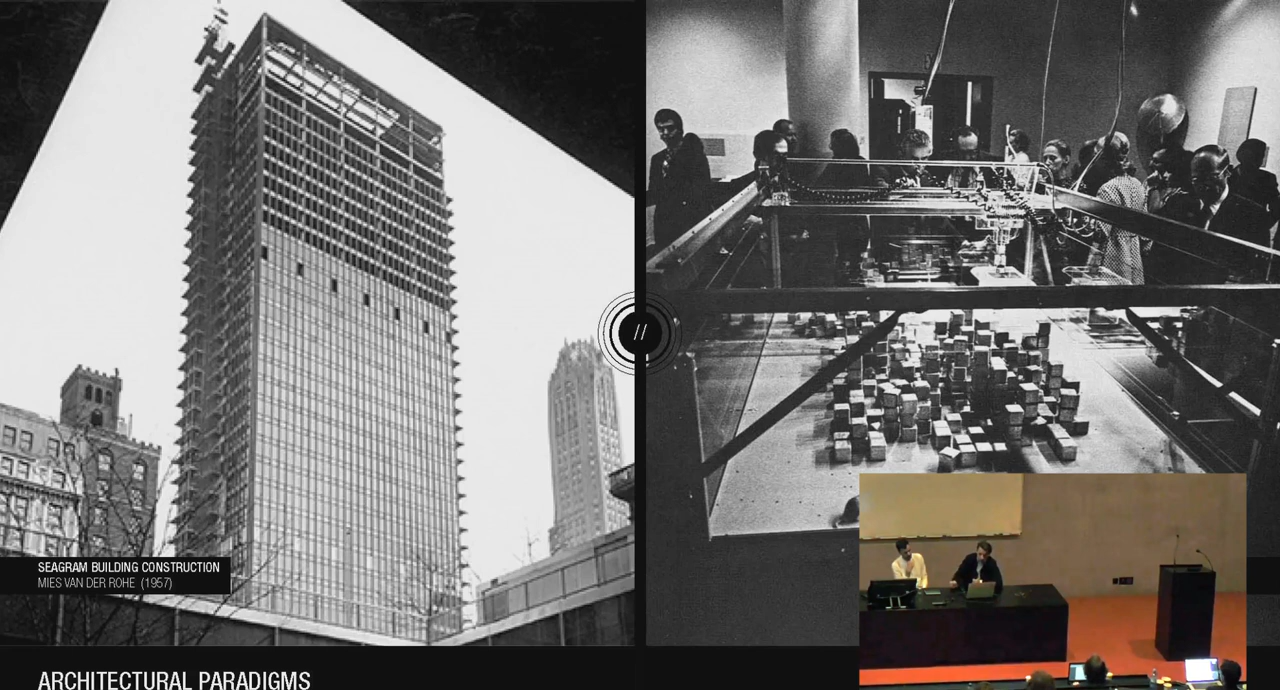 //
SEAGRAM BUILDING CONSTRUCTION
MIES VAN DER ROHE (1957)
ARCHITECTURAL PARADIGMS